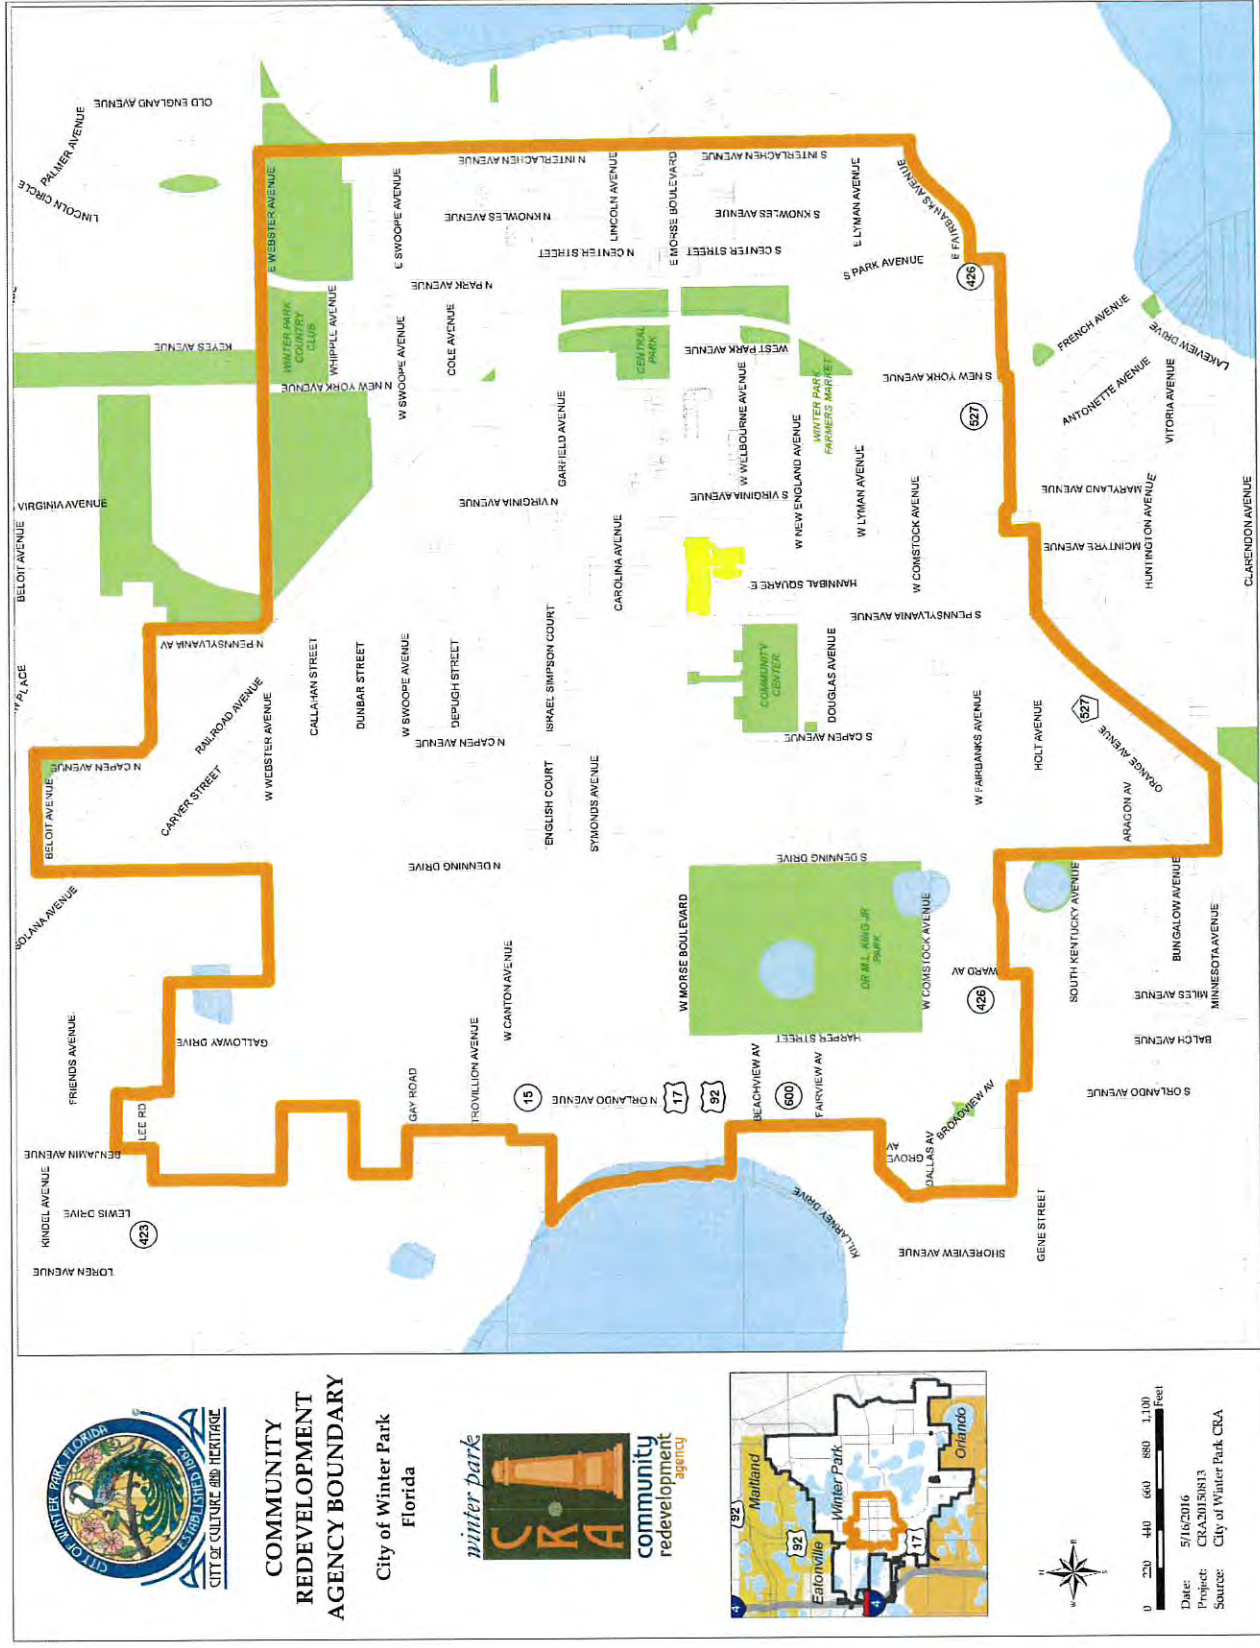 CITY OF WINTER PARK, FLORIDA
ESTABLISHED 1882
CITY OF CULTURE AND HERITAGE
COMMUNITY
REDEVELOPMENT
AGENCY BOUNDARY
City of Winter Park
Florida
winter park
CRA
community
redevelopment
agency
Maitland
Winter Park
Eatonville
Orlando
92
92
17
4
4
N
E
S
W
0 220 440 660 880 1,100
Feet
Date: 5/16/2016
Project: CRA20150813
Source: City of Winter Park CRA
OLD ENGLAND AVENUE
PALMER AVENUE
LINCOLN CIRCLE
KEYES AVENUE
VIRGINIA AVENUE
BELOIT AVENUE
PLACE
E WEBSTER AVENUE
WINTER PARK
COUNTRY
CLUB
WHIPPLE AVENUE
N NEW YORK AVENUE
E SWOOPE AVENUE
W SWOOPE AVENUE
N PARK AVENUE
COLE AVENUE
N INTERLACHEN AVENUE
N KNOWLES AVENUE
N CENTER STREET
LINCOLN AVENUE
E MORSE BOULEVARD
S INTERLACHEN AVENUE
S KNOWLES AVENUE
S CENTER STREET
E LYMAN AVENUE
S PARK AVENUE
E FAIRBANKS AVENUE
426
CENTRAL
PARK
WEST PARK AVENUE
WINTER PARK
FARMERS MARKET
S NEW YORK AVENUE
527
FRENCH AVENUE
LAKEVIEW DRIVE
ANTONETTE AVENUE
VITORIA AVENUE
GARFIELD AVENUE
N VIRGINIA AVENUE
W WELBOURNE AVENUE
S VIRGINIA AVENUE
W NEW ENGLAND AVENUE
W LYMAN AVENUE
W COMSTOCK AVENUE
MARYLAND AVENUE
MCINTYRE AVENUE
HUNTINGTON AVENUE
CLARENDON AVENUE
CAROLINA AVENUE
HANNIBAL SQUARE E
S PENNSYLVANIA AVENUE
N PENNSYLVANIA AV
RAILROAD AVENUE
CARVER STREET
W WEBSTER AVENUE
CALLAHAN STREET
DUNBAR STREET
W SWOOPE AVENUE
DEPUGH STREET
ISRAEL SIMPSON COURT
N CAPEN AVENUE
N CAPEN AVENUE
BELOIT AVENUE
ENGLISH COURT
SYMONDS AVENUE
COMMUNITY
CENTER
DOUGLAS AVENUE
S CAPEN AVENUE
W FAIRBANKS AVENUE
HOLT AVENUE
527
ORANGE AVENUE
ARAGON AV
N DENNING DRIVE
S DENNING DRIVE
W MORSE BOULEVARD
DR M.L. KING JR
PARK
W COMSTOCK AVENUE
HARPER STREET
WARD AV
426
SOUTH KENTUCKY AVENUE
BUNGALOW AVENUE
MINNESOTA AVENUE
MILES AVENUE
BALCH AVENUE
S ORLANDO AVENUE
SOLANA AVENUE
FRIENDS AVENUE
GALLOWAY DRIVE
LEE RD
BENJAMIN AVENUE
KINDEL AVENUE
LEWIS DRIVE
423
LOREN AVENUE
W CANTON AVENUE
TROVILLION AVENUE
GAY ROAD
15
N ORLANDO AVENUE
17
92
600
BEACHVIEW AV
FAIRVIEW AV
GROVE
AV
DALLAS AV
BROADVIEW AV
KILLARNEY DRIVE
SHOREVIEW AVENUE
GENE STREET